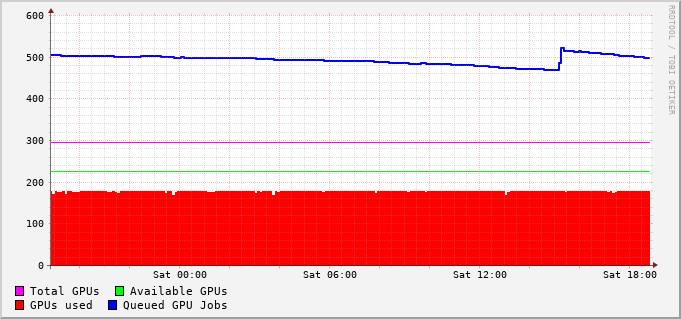 600
500
400
300
200
100
0
Sat 00:00 Sat 06:00 Sat 12:00 Sat 18:00
Total GPUs Available GPUs
GPUs used Queued GPU Jobs
RRDTOOL / TOBI OETIKER